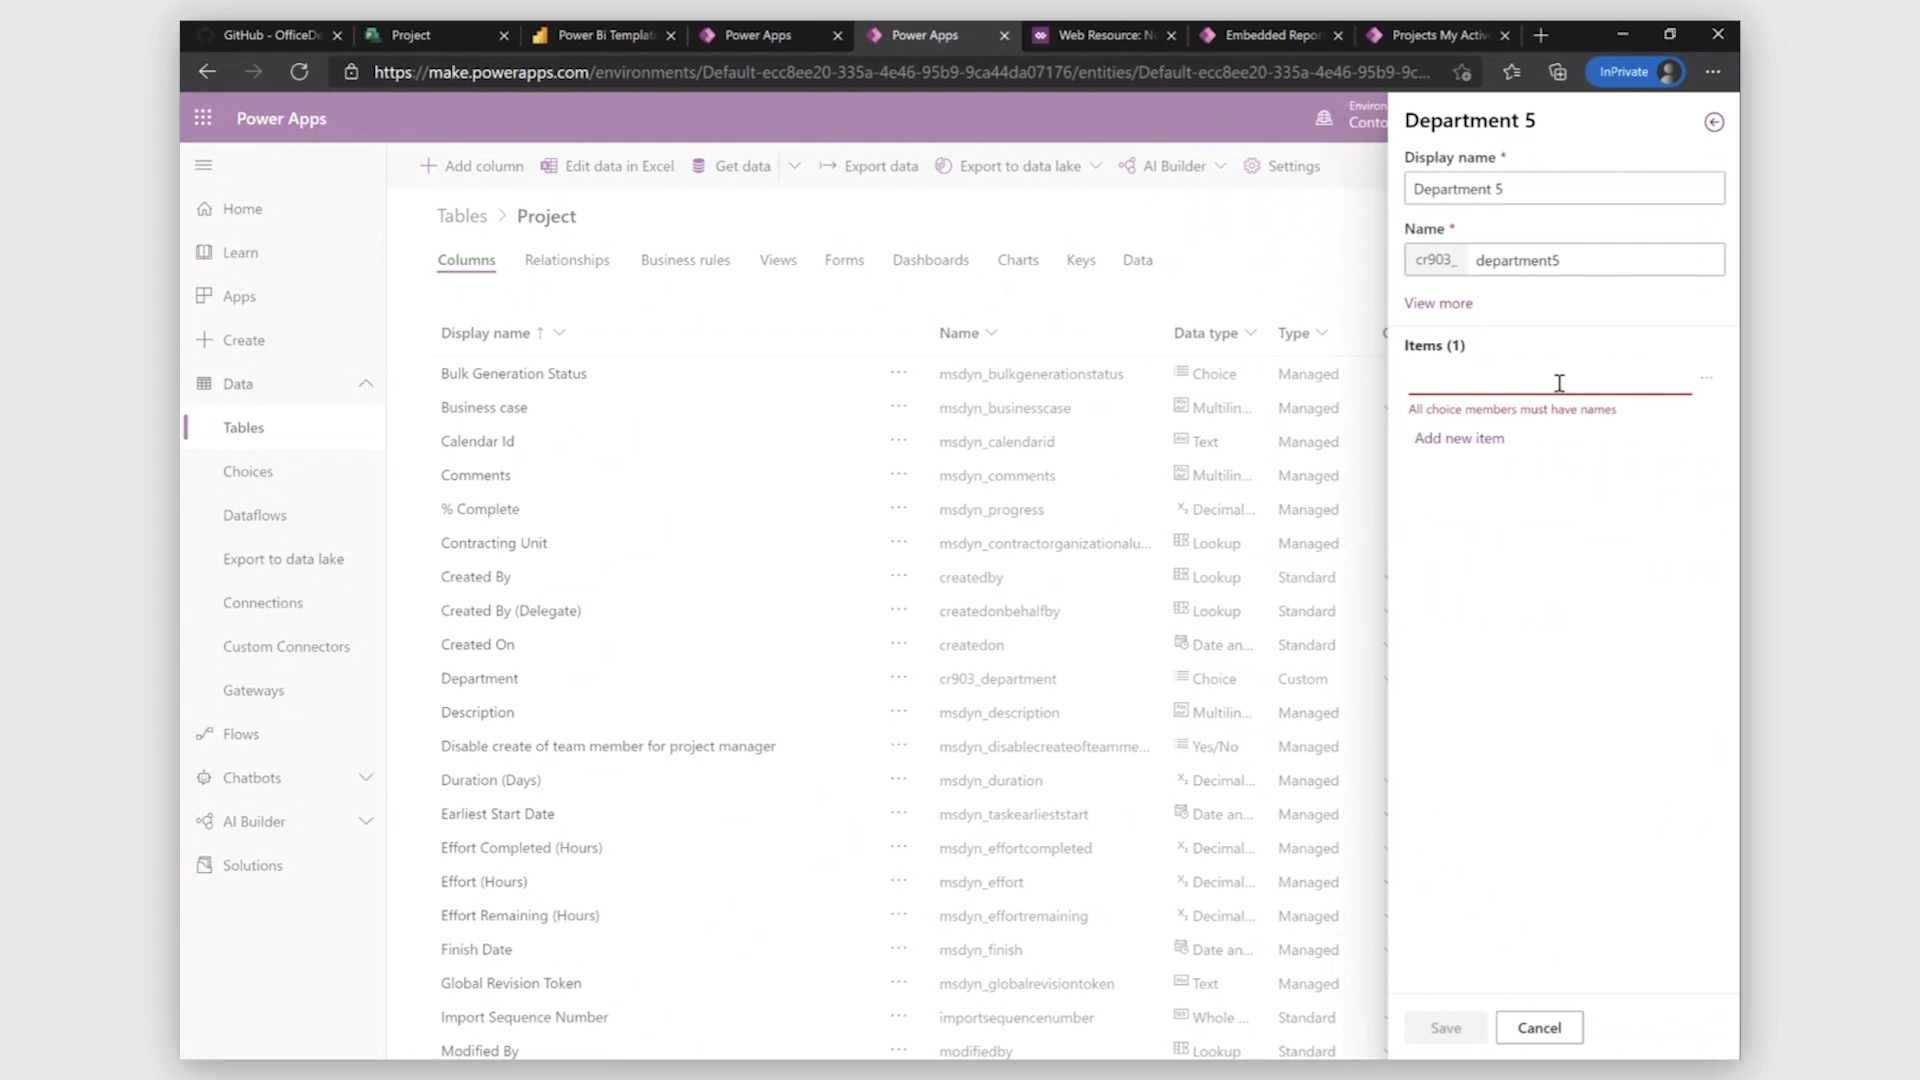 GitHub - OfficeDe
Project
Power Bi Template
Power Apps
Power Apps
Web Resource: N
Embedded Repor
Projects My Activ
https://make.powerapps.com/environments/Default-ecc8ee20-335a-4e46-95b9-9ca44da07176/entities/Default-ecc8ee20-335a-4e46-95b9-9c...
InPrivate
Power Apps
Environ
Conto
Add column
Edit data in Excel
Get data
Export data
Export to data lake
AI Builder
Settings
Home
Learn
Apps
Create
Data
Tables
Choices
Dataflows
Export to data lake
Connections
Custom Connectors
Gateways
Flows
Chatbots
AI Builder
Solutions
Tables > Project
Columns Relationships Business rules Views Forms Dashboards Charts Keys Data
Display name ↑ Name Data type Type
Bulk Generation Status ... msdyn_bulkgenerationstatus Choice Managed
Business case ... msdyn_businesscase Multilin... Managed
Calendar Id ... msdyn_calendarid Text Managed
Comments ... msdyn_comments Multilin... Managed
% Complete ... msdyn_progress Decimal... Managed
Contracting Unit ... msdyn_contractorganizationalu... Lookup Managed
Created By ... createdby Lookup Standard
Created By (Delegate) ... createdonbehalfby Lookup Standard
Created On ... createdon Date an... Standard
Department ... cr903_department Choice Custom
Description ... msdyn_description Multilin... Managed
Disable create of team member for project manager ... msdyn_disablecreateofteamme... Yes/No Managed
Duration (Days) ... msdyn_duration Decimal... Managed
Earliest Start Date ... msdyn_taskearlieststart Date an... Managed
Effort Completed (Hours) ... msdyn_effortcompleted Decimal... Managed
Effort (Hours) ... msdyn_effort Decimal... Managed
Effort Remaining (Hours) ... msdyn_effortremaining Decimal... Managed
Finish Date ... msdyn_finish Date an... Managed
Global Revision Token ... msdyn_globalrevisiontoken Text Managed
Import Sequence Number ... importsequencenumber Whole ... Standard
Modified By ... modifiedby Lookup Standard
Department 5
Display name *
Department 5
Name *
cr903_ department5
View more
Items (1)
...
All choice members must have names
Add new item
Save
Cancel